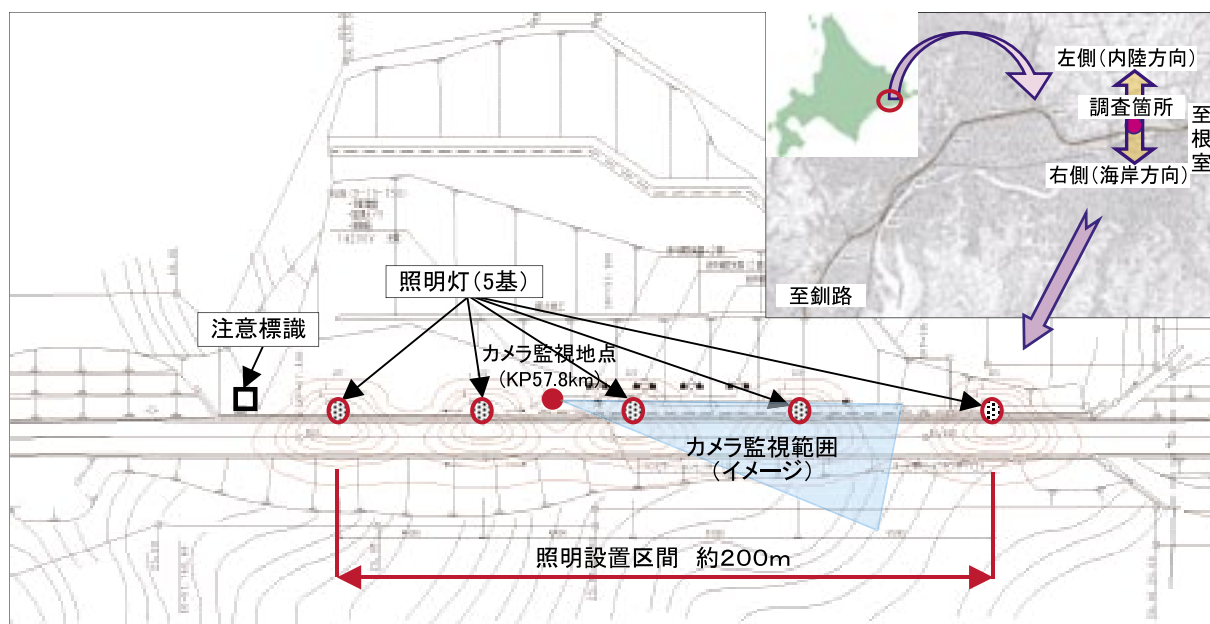 左側(内陸方向)
調査箇所
至根室
右側(海岸方向)
至釧路
照明灯(5基)
注意標識
カメラ監視地点
(KP57.8km)
カメラ監視範囲
(イメージ)
照明設置区間 約200m